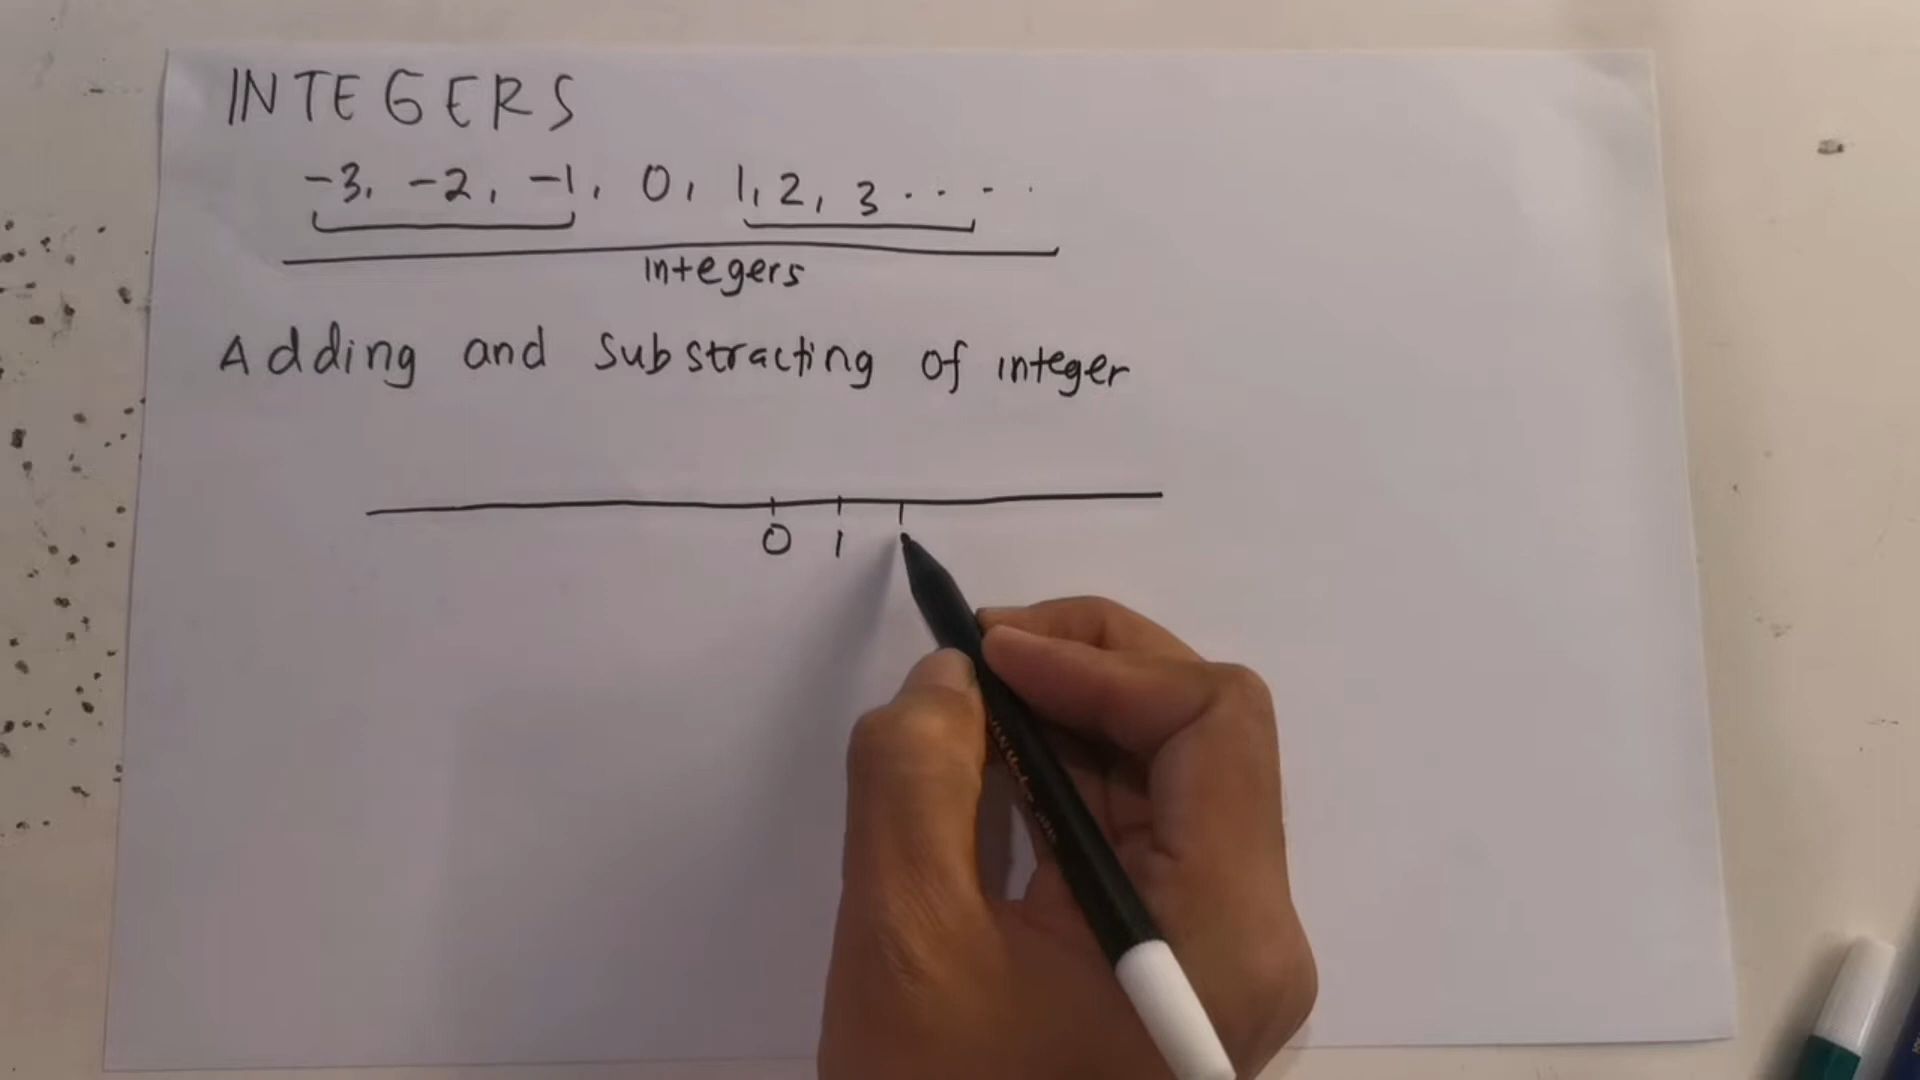 INTEGERS
-3, -2, -1, 0, 1, 2, 3 . . - .
Integers
Adding and Substracting of integer
0 1